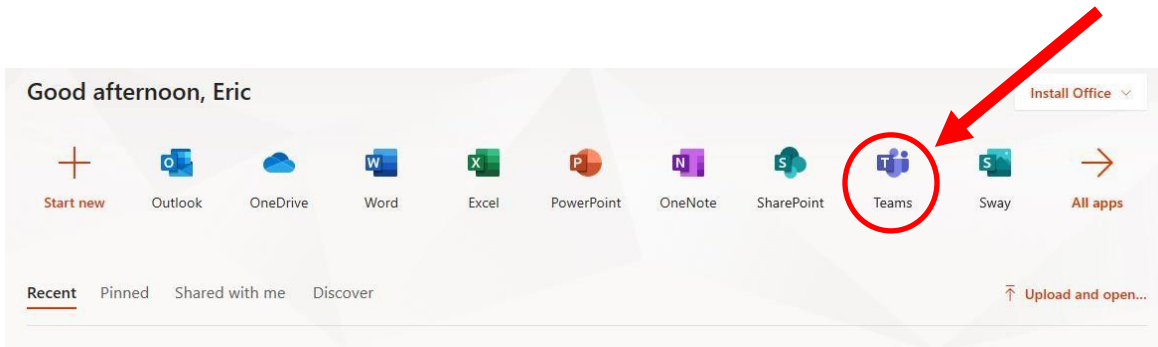 Good afternoon, Eric
Install Office
Start new
Outlook
OneDrive
Word
Excel
PowerPoint
OneNote
SharePoint
Teams
Sway
All apps
Recent Pinned Shared with me Discover
Upload and open...